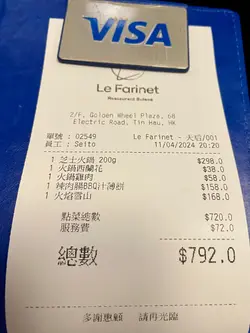 VISA
Le Farinet
Restaurant Suisse
2/F, Golden Wheel Plaza, 68
Electric Road, Tin Hau, HK
單號 : 02549 Le Farinet - 天后/001
員工 : Seito 11/04/2024 20:20
1 芝士火鍋 200g $298.0
1 火鍋西蘭花 $38.0
1 火鍋雞肉 $58.0
1 辣肉腸BBQ汁薄餅 $158.0
1 火焰雪山 $168.0
點菜總數 $720.0
服務費 $72.0
總數 $792.0
多謝惠顧 請再光臨